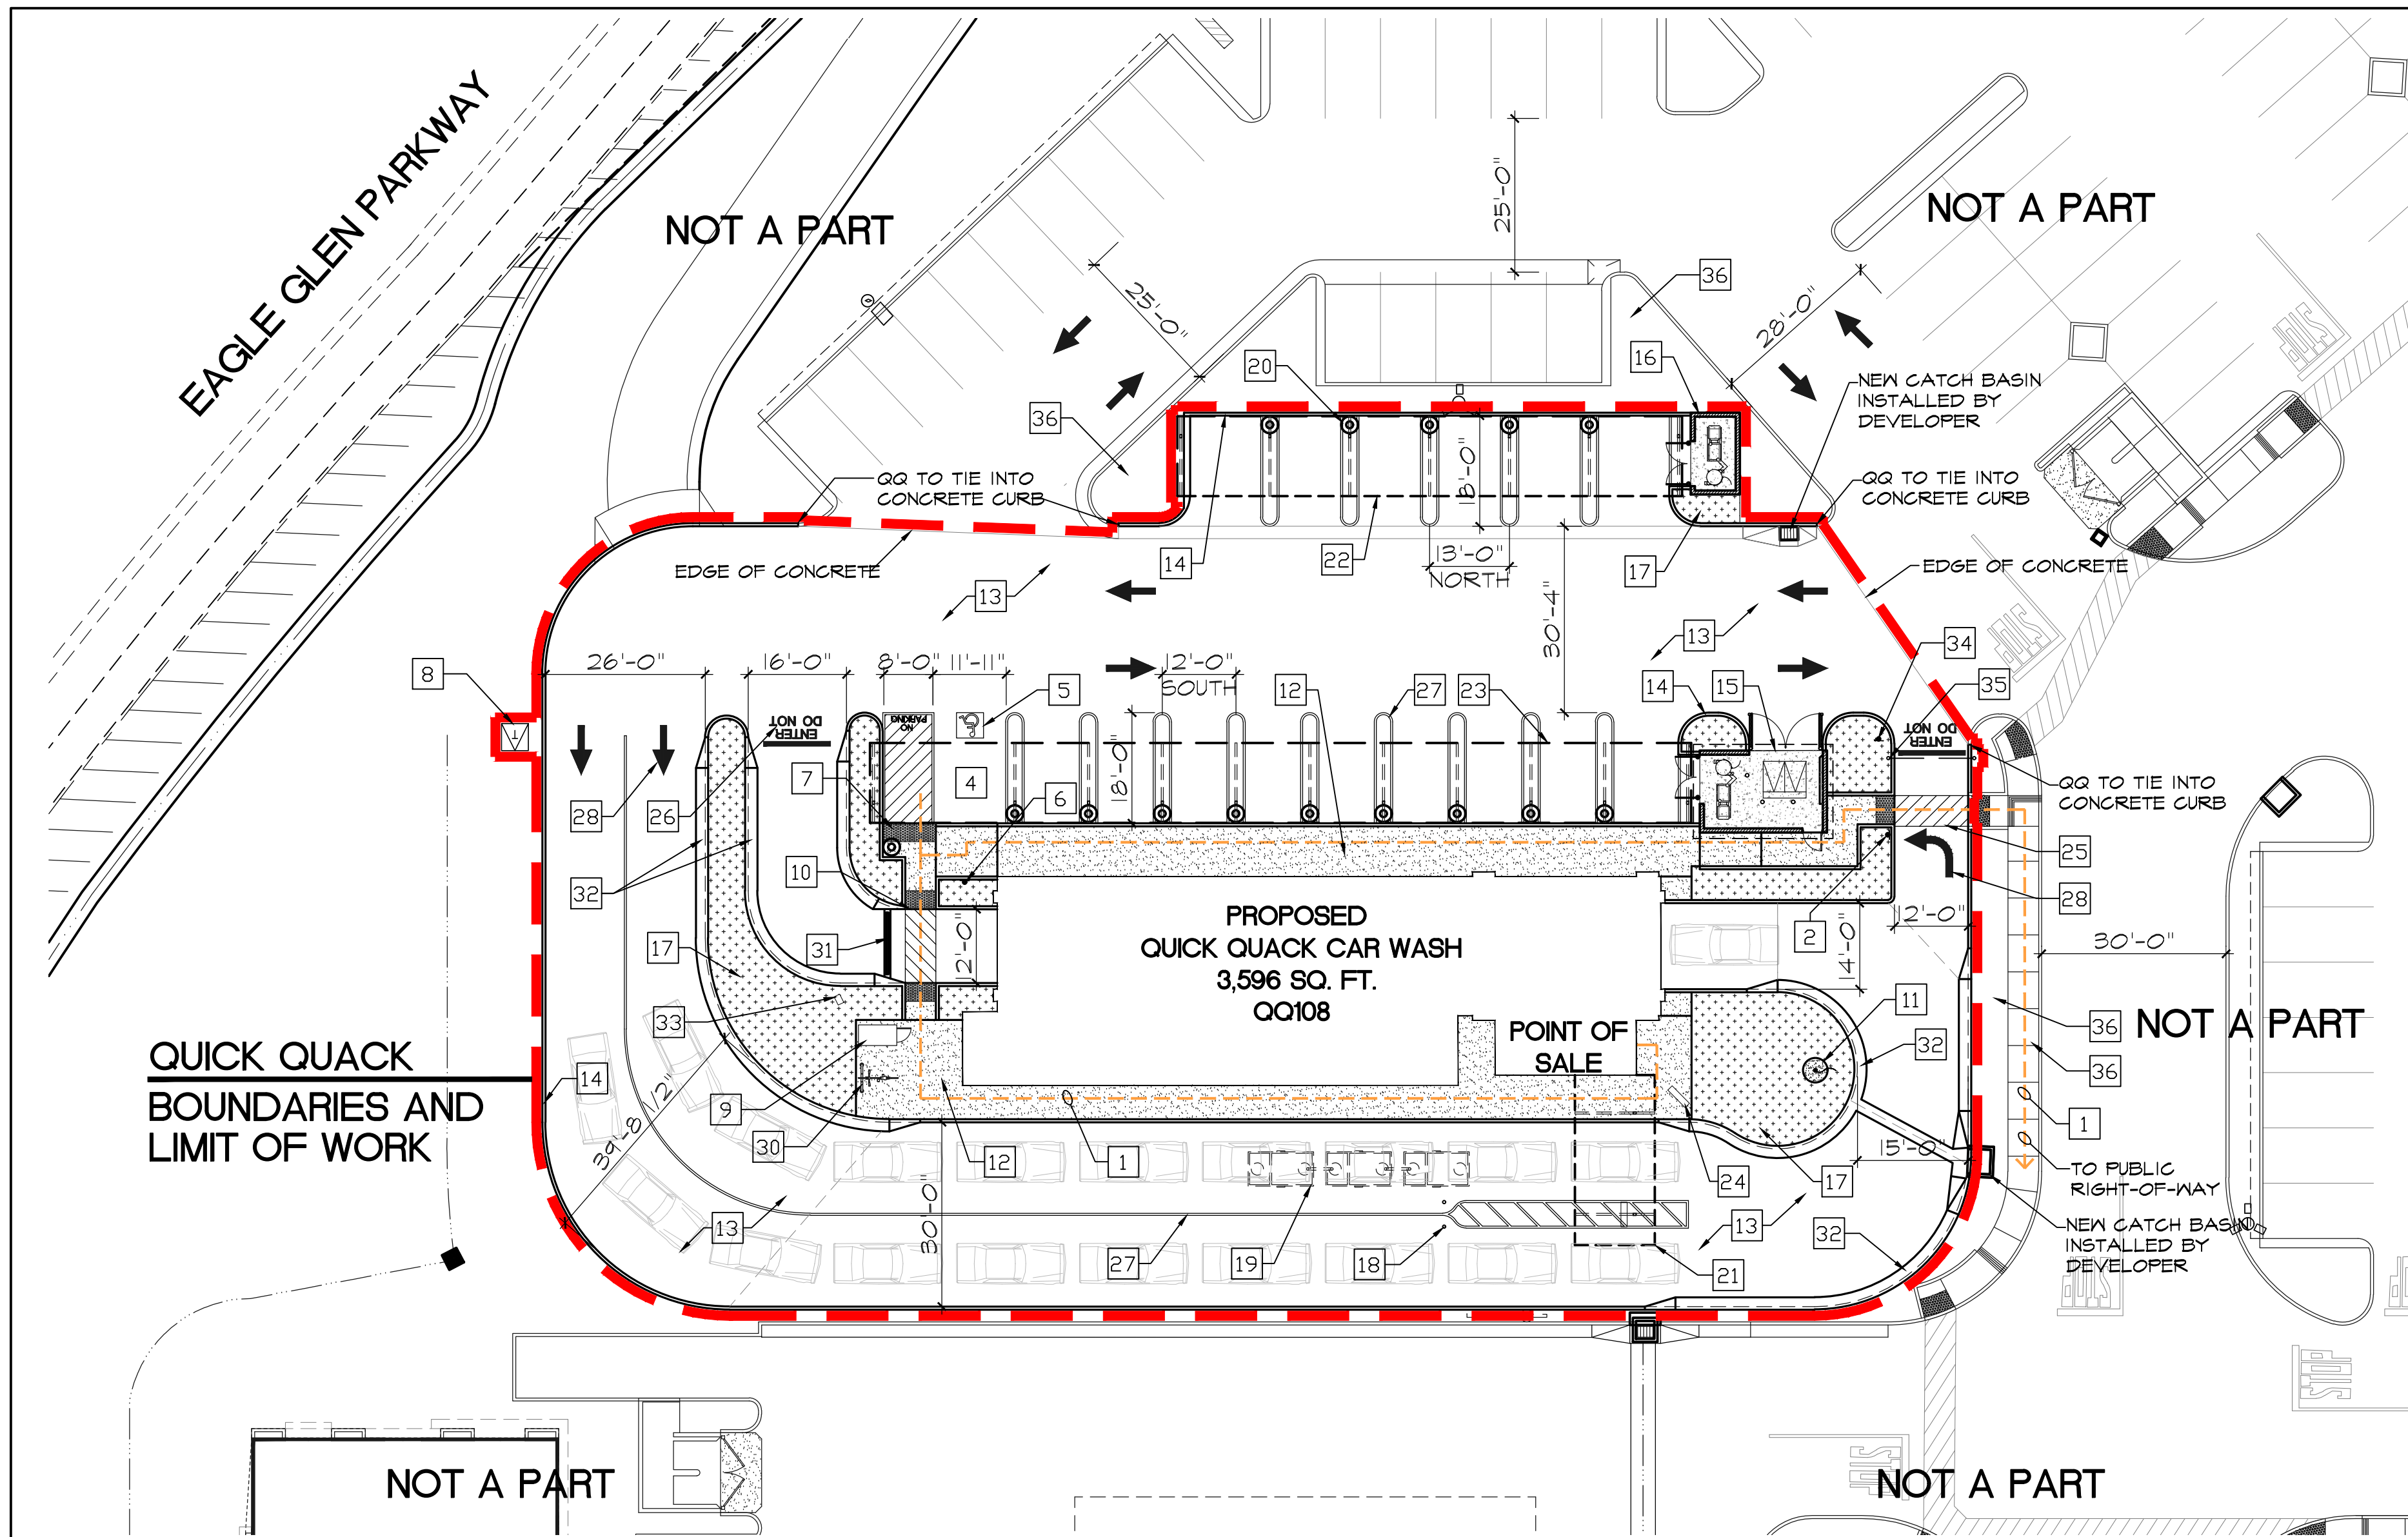 EAGLE GLEN PARKWAY
NOT A PART
NOT A PART
25'-0"
25'-0"
28'-0"
36
20
16
36
NEW CATCH BASIN
INSTALLED BY
DEVELOPER
QQ TO TIE INTO
CONCRETE CURB
QQ TO TIE INTO
CONCRETE CURB
18'-0"
14
22
13'-0"
NORTH
17
EDGE OF CONCRETE
EDGE OF CONCRETE
13
30'-4"
13
34
8
26'-0"
16'-0"
8'-0"
11'-11"
5
12'-0"
SOUTH
12
27
23
14
15
35
ENTER
DO NOT
NO
PARKING
ENTER
DO NOT
7
4
6
18'-0"
QQ TO TIE INTO
CONCRETE CURB
28
26
25
10
32
28
PROPOSED
QUICK QUACK CAR WASH
3,596 SQ. FT.
QQ108
17
31
12'-0"
2
14'-0"
12'-0"
30'-0"
33
11
36
NOT A PART
POINT OF
SALE
32
36
QUICK QUACK
BOUNDARIES AND
LIMIT OF WORK
14
39'-8 1/2"
9
30
12
1
1
15'-0"
TO PUBLIC
RIGHT-OF-WAY
24
17
13
30'-0"
13
32
NEW CATCH BASIN
INSTALLED BY
DEVELOPER
27
19
18
21
STOP
STOP
STOP
STOP
STOP
NOT A PART
NOT A PART